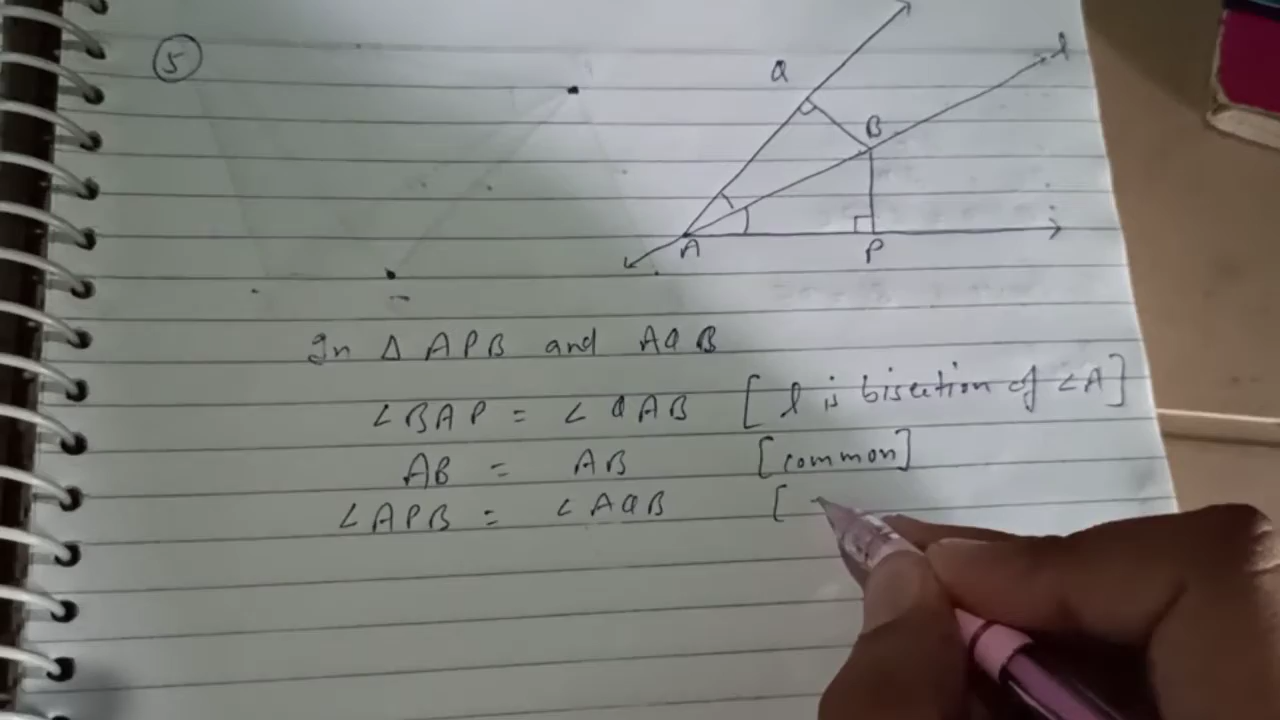 5
l
Q
B
A
P
In Δ APB and AQB
∠BAP = ∠QAB [l is bisection of ∠A]
AB = AB [common]
∠APB = ∠AQB [